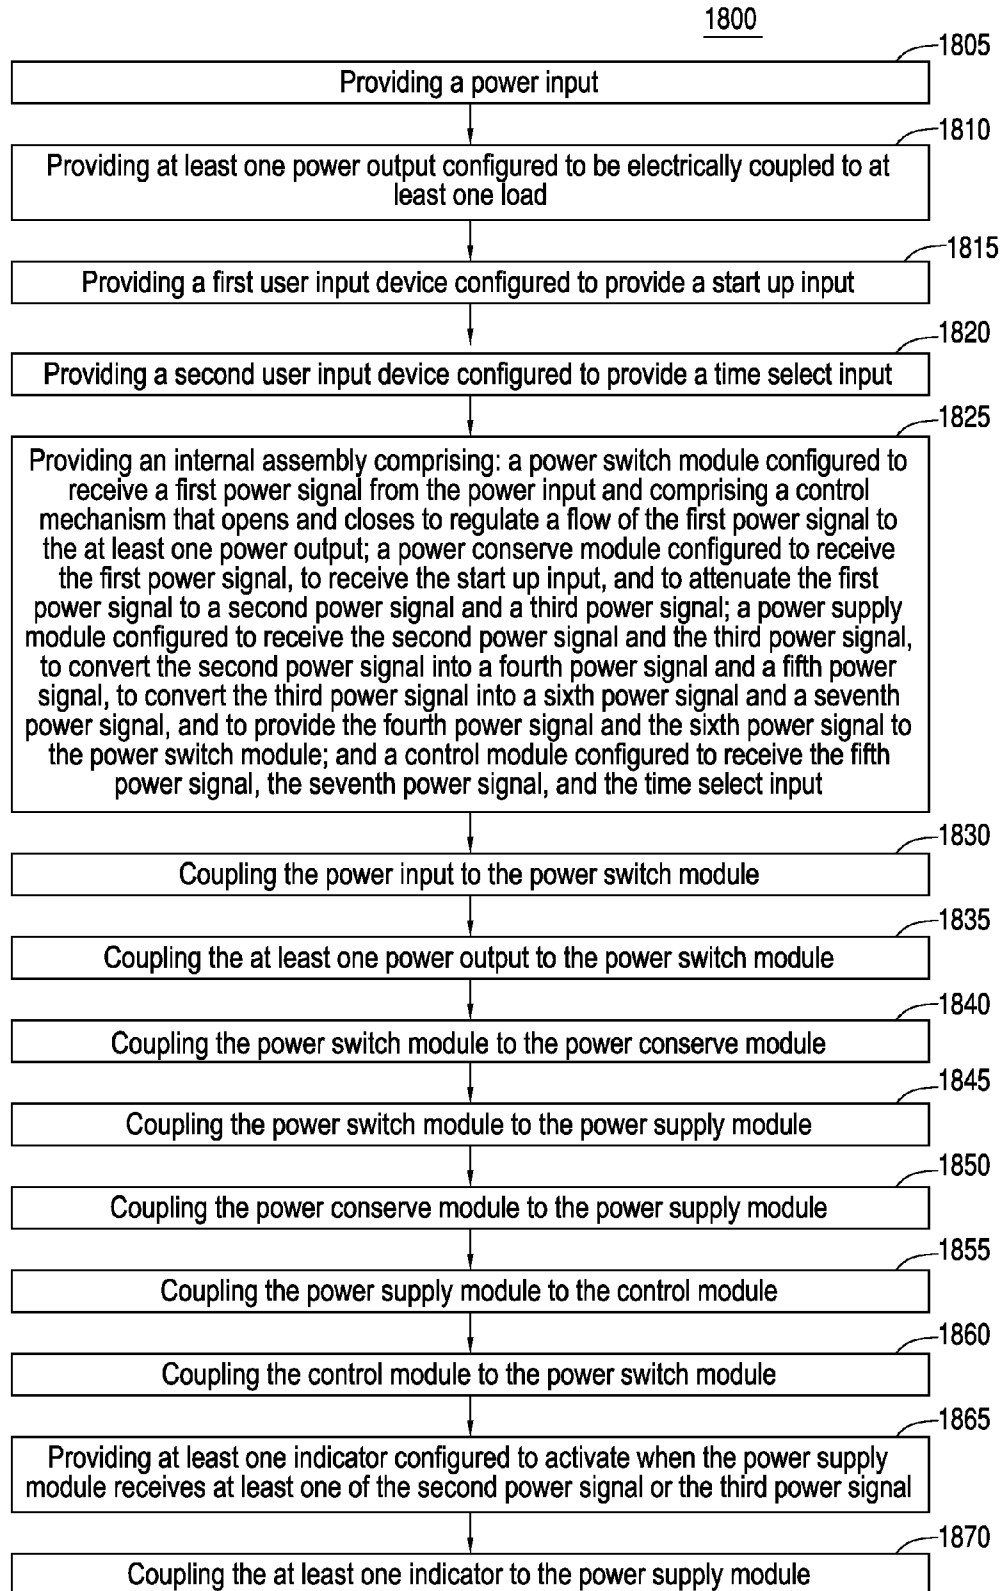 1800
1805
Providing a power input
1810
Providing at least one power output configured to be electrically coupled to at
least one load
1815
Providing a first user input device configured to provide a start up input
1820
Providing a second user input device configured to provide a time select input
1825
Providing an internal assembly comprising: a power switch module configured to
receive a first power signal from the power input and comprising a control
mechanism that opens and closes to regulate a flow of the first power signal to
the at least one power output; a power conserve module configured to receive
the first power signal, to receive the start up input, and to attenuate the first
power signal to a second power signal and a third power signal; a power supply
module configured to receive the second power signal and the third power signal,
to convert the second power signal into a fourth power signal and a fifth power
signal, to convert the third power signal into a sixth power signal and a seventh
power signal, and to provide the fourth power signal and the sixth power signal to
the power switch module; and a control module configured to receive the fifth
power signal, the seventh power signal, and the time select input
1830
Coupling the power input to the power switch module
1835
Coupling the at least one power output to the power switch module
1840
Coupling the power switch module to the power conserve module
1845
Coupling the power switch module to the power supply module
1850
Coupling the power conserve module to the power supply module
1855
Coupling the power supply module to the control module
1860
Coupling the control module to the power switch module
1865
Providing at least one indicator configured to activate when the power supply
module receives at least one of the second power signal or the third power signal
1870
Coupling the at least one indicator to the power supply module